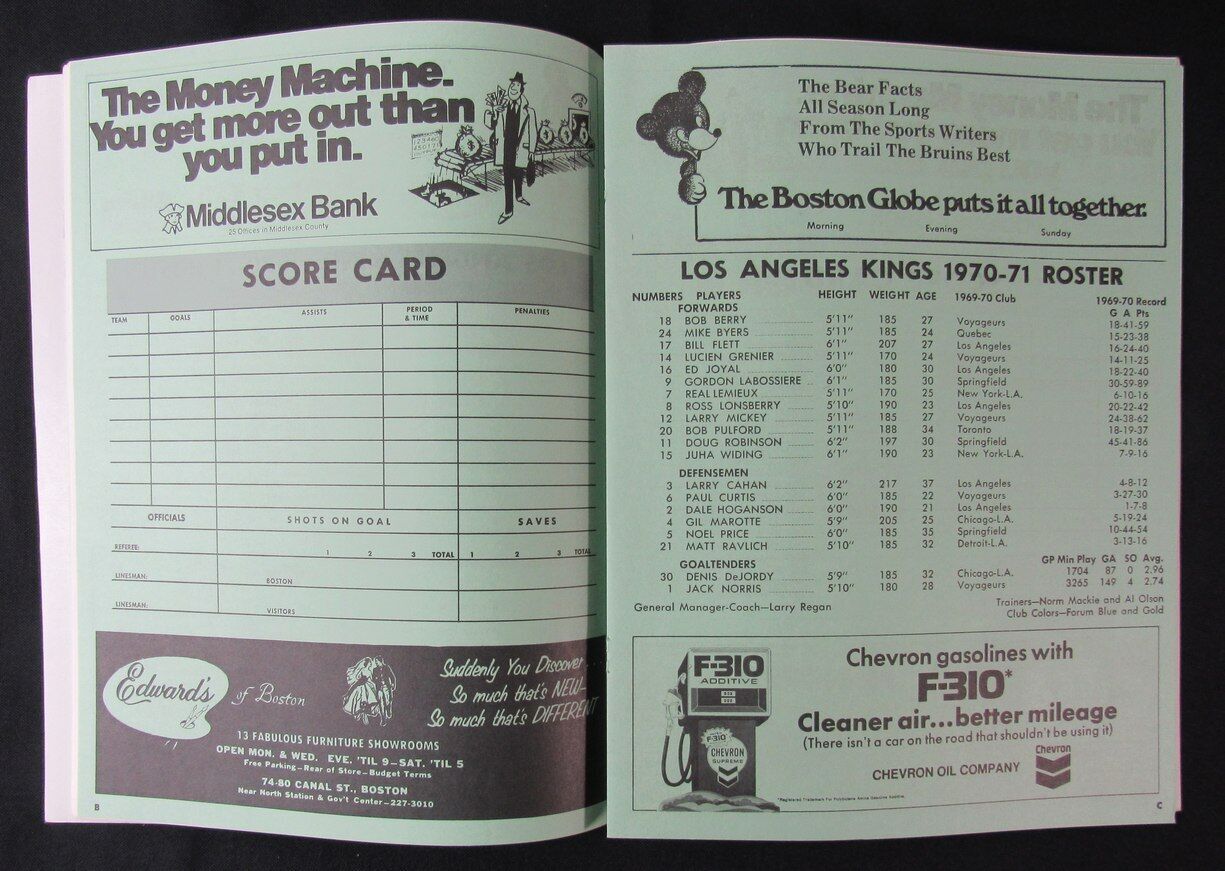 The Money Machine.
You get more out than
you put in.
Middlesex Bank
25 Offices in Middlesex County
SCORE CARD
TEAM GOALS ASSISTS PERIOD & TIME PENALTIES
OFFICIALS SHOTS ON GOAL SAVES
REFEREE: 1 2 3 TOTAL 1 2 3 TOTAL
LINESMAN: BOSTON
LINESMAN: VISITORS
Edward's of Boston
Suddenly You Discover
So much that's NEW—
So much that's DIFFERENT
13 FABULOUS FURNITURE SHOWROOMS
OPEN MON. & WED. EVE. 'TIL 9—SAT. 'TIL 5
Free Parking—Rear of Store—Budget Terms
74-80 CANAL ST., BOSTON
Near North Station & Gov't Center—227-3010
B
The Bear Facts
All Season Long
From The Sports Writers
Who Trail The Bruins Best
The Boston Globe puts it all together.
Morning Evening Sunday
LOS ANGELES KINGS 1970-71 ROSTER
NUMBERS PLAYERS HEIGHT WEIGHT AGE 1969-70 Club 1969-70 Record
FORWARDS G A Pts
18 BOB BERRY 5'11" 185 27 Voyageurs 18-41-59
24 MIKE BYERS 5'11" 185 24 Quebec 15-23-38
17 BILL FLETT 6'1" 207 27 Los Angeles 16-24-40
14 LUCIEN GRENIER 5'11" 170 24 Voyageurs 14-11-25
16 ED JOYAL 6'0" 180 30 Los Angeles 18-22-40
9 GORDON LABOSSIERE 6'1" 185 30 Springfield 30-59-89
7 REAL LEMIEUX 5'11" 170 25 New York-L.A. 6-10-16
8 ROSS LONSBERRY 5'10" 190 23 Los Angeles 20-22-42
12 LARRY MICKEY 5'11" 185 27 Voyageurs 24-38-62
20 BOB PULFORD 5'11" 188 34 Toronto 18-19-37
11 DOUG ROBINSON 6'2" 197 30 Springfield 45-41-86
15 JUHA WIDING 6'1" 190 23 New York-L.A. 7-9-16
DEFENSEMEN
3 LARRY CAHAN 6'2" 217 37 Los Angeles 4-8-12
6 PAUL CURTIS 6'0" 185 22 Voyageurs 3-27-30
2 DALE HOGANSON 6'0" 190 21 Los Angeles 1-7-8
4 GIL MAROTTE 5'9" 205 25 Chicago-L.A. 5-19-24
5 NOEL PRICE 6'0" 185 35 Springfield 10-44-54
21 MATT RAVLICH 5'10" 185 32 Detroit-L.A. 3-13-16
GOALTENDERS GP Min Play GA SO Avg.
30 DENIS DeJORDY 5'9" 185 32 Chicago-L.A. 1704 87 0 2.96
1 JACK NORRIS 5'10" 180 28 Voyageurs 3265 149 4 2.74
General Manager-Coach—Larry Regan
Trainers—Norm Mackie and Al Olson
Club Colors—Forum Blue and Gold
F-310
ADDITIVE
F-310
CHEVRON
SUPREME
Chevron gasolines with
F-310*
Cleaner air...better mileage
(There isn't a car on the road that shouldn't be using it)
CHEVRON OIL COMPANY
Chevron
*Registered Trademark For Polybutene Amine Gasoline Additive.
C